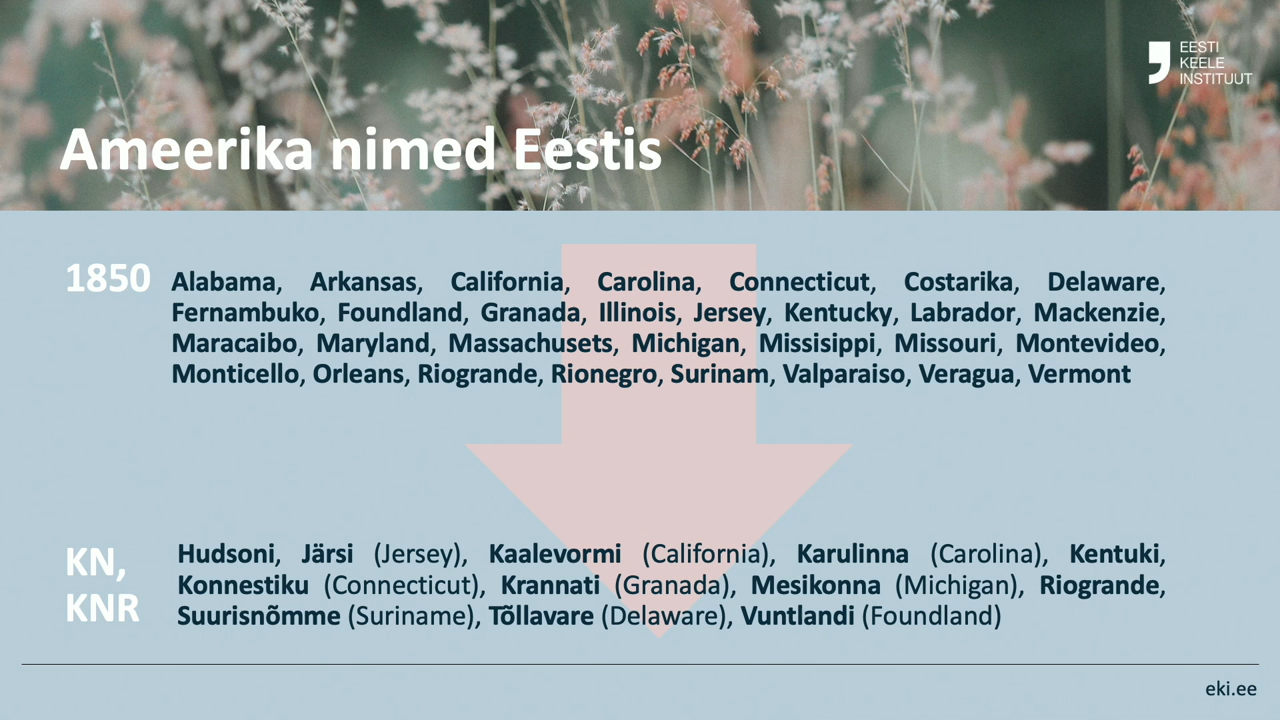 EESTI
KEELE
INSTITUUT
Ameerika nimed Eestis
1850
Alabama, Arkansas, California, Carolina, Connecticut, Costarika, Delaware,
Fernambuko, Foundland, Granada, Illinois, Jersey, Kentucky, Labrador, Mackenzie,
Maracaibo, Maryland, Massachusets, Michigan, Missisippi, Missouri, Montevideo,
Monticello, Orleans, Riogrande, Rionegro, Surinam, Valparaiso, Veragua, Vermont
KN,
KNR
Hudsoni, Järsi (Jersey), Kaalevormi (California), Karulinna (Carolina), Kentuki,
Konnestiku (Connecticut), Krannati (Granada), Mesikonna (Michigan), Riogrande,
Suurisnõmme (Suriname), Tõllavare (Delaware), Vuntlandi (Foundland)
eki.ee